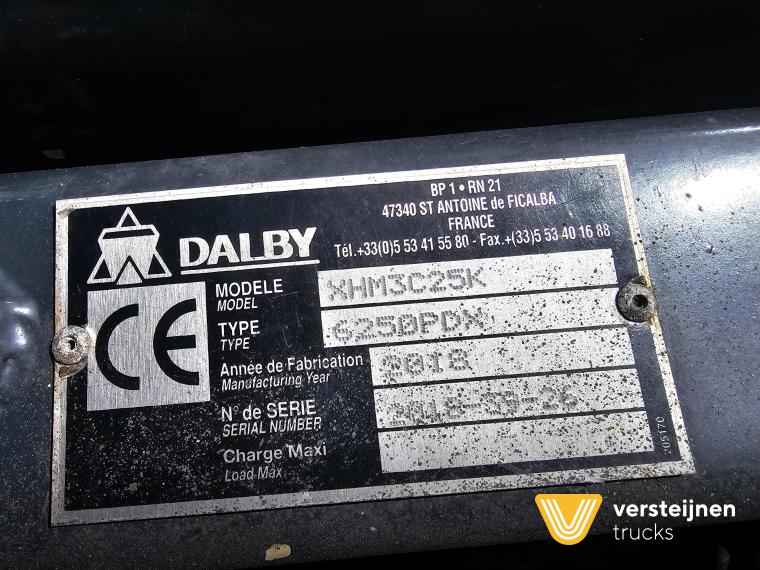 BP 1 • RN 21
47340 ST ANTOINE de FICALBA
FRANCE
Tél.+33(0)5 53 41 55 80 - Fax.+(33)5 53 40 16 88
DALBY
CE
MODELE XHM3C25K
MODEL
TYPE 6250PDX
TYPE
Année de Fabrication 2018
Manufacturing Year
N° de SERIE
SERIAL NUMBER
Charge Maxi
Load Max
20517C
versteijnen
trucks